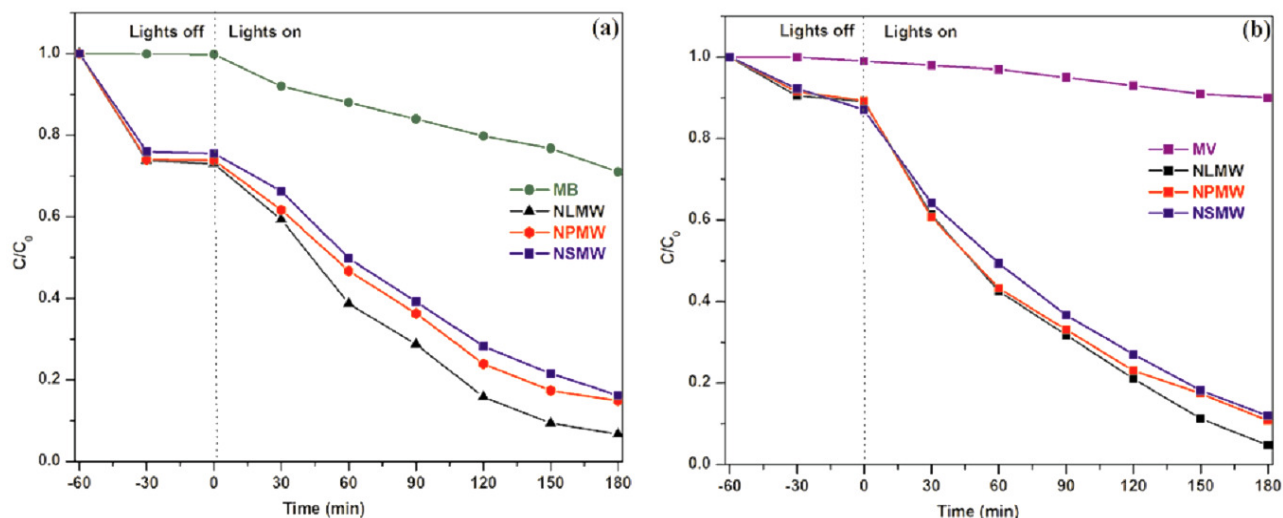 Lights off
Lights on
(a)
1.0
0.8
0.6
0.4
0.2
0.0
C/C0
MB
NLMW
NPMW
NSMW
-60 -30 0 30 60 90 120 150 180
Time (min)
Lights off
Lights on
(b)
1.0
0.8
0.6
0.4
0.2
0.0
C/C0
MV
NLMW
NPMW
NSMW
-60 -30 0 30 60 90 120 150 180
Time (min)